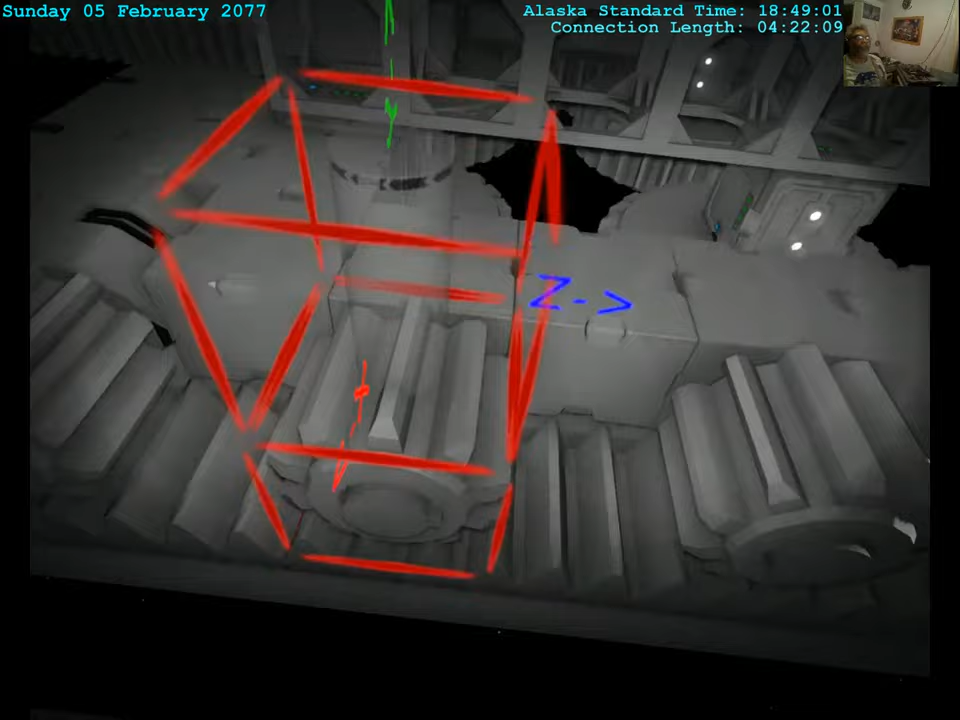 Sunday 05 February 2077
Alaska Standard Time: 18:49:01
Connection Length: 04:22:09
Z->